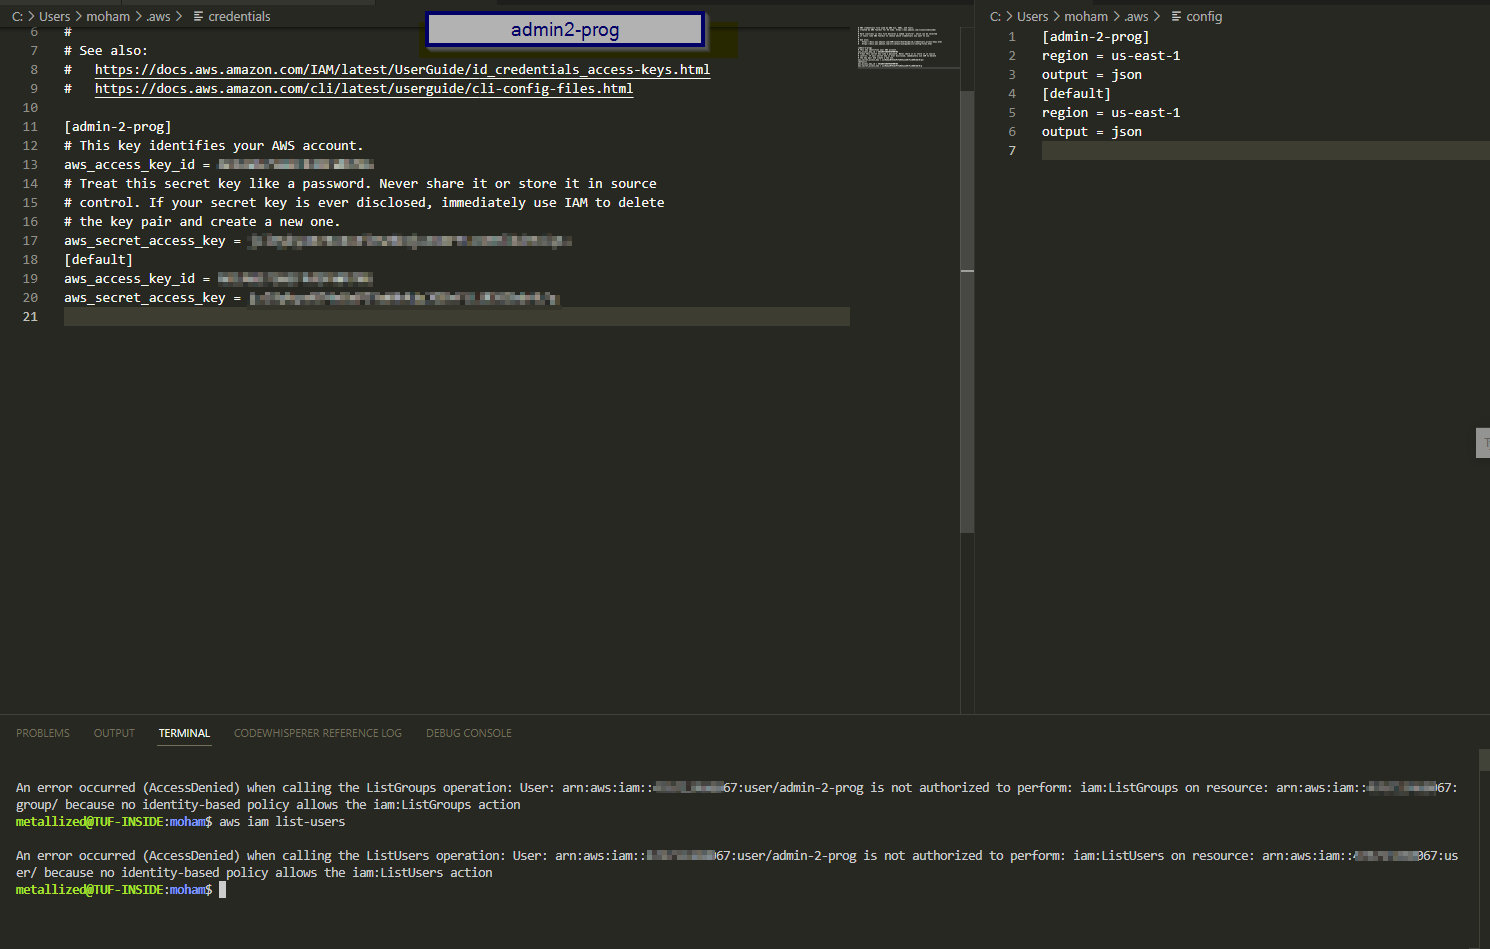 C: > Users > moham > .aws > credentials
admin2-prog
6 #
7 # See also:
8 # https://docs.aws.amazon.com/IAM/latest/UserGuide/id_credentials_access-keys.html
9 # https://docs.aws.amazon.com/cli/latest/userguide/cli-config-files.html
10
11 [admin-2-prog]
12 # This key identifies your AWS account.
13 aws_access_key_id =
14 # Treat this secret key like a password. Never share it or store it in source
15 # control. If your secret key is ever disclosed, immediately use IAM to delete
16 # the key pair and create a new one.
17 aws_secret_access_key =
18 [default]
19 aws_access_key_id =
20 aws_secret_access_key =
21
C: > Users > moham > .aws > config
1 [admin-2-prog]
2 region = us-east-1
3 output = json
4 [default]
5 region = us-east-1
6 output = json
7
PROBLEMS OUTPUT TERMINAL CODEWHISPERER REFERENCE LOG DEBUG CONSOLE
An error occurred (AccessDenied) when calling the ListGroups operation: User: arn:aws:iam::67:user/admin-2-prog is not authorized to perform: iam:ListGroups on resource: arn:aws:iam::067:
group/ because no identity-based policy allows the iam:ListGroups action
metallized@TUF-INSIDE:moham$ aws iam list-users
An error occurred (AccessDenied) when calling the ListUsers operation: User: arn:aws:iam::067:user/admin-2-prog is not authorized to perform: iam:ListUsers on resource: arn:aws:iam::067:us
er/ because no identity-based policy allows the iam:ListUsers action
metallized@TUF-INSIDE:moham$